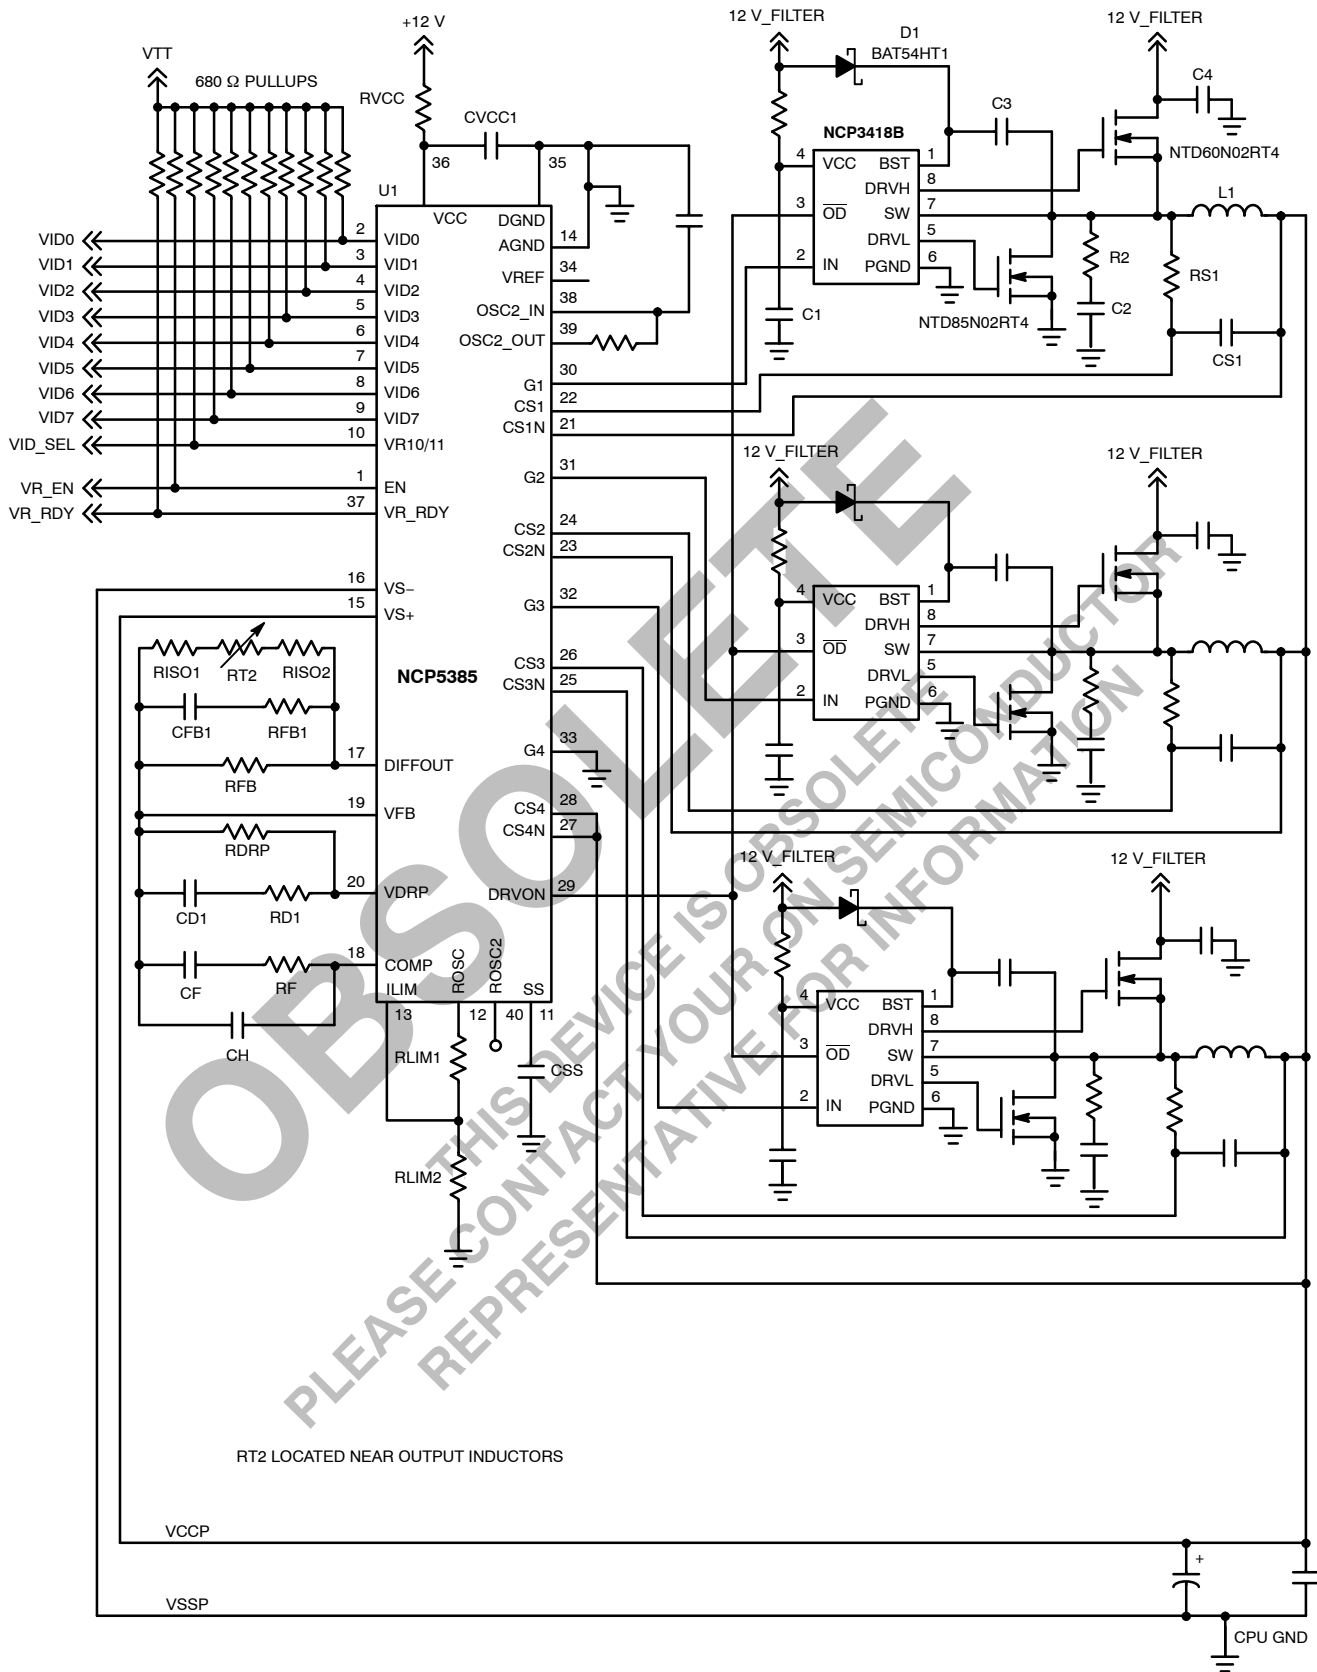 +12 V
12 V_FILTER
12 V_FILTER
D1
BAT54HT1
VTT
680 Ω PULLUPS
RVCC
CVCC1
C3
C4
NCP3418B
NTD60N02RT4
36
35
U1
VCC
DGND
AGND
14
VREF
34
OSC2_IN
38
OSC2_OUT
39
VID0
2
VID0
VID1
3
VID1
VID2
4
VID2
VID3
5
VID3
VID4
6
VID4
VID5
7
VID5
VID6
8
VID6
VID7
9
VID7
VID_SEL
10
VR10/11
VR_EN
1
EN
VR_RDY
37
VR_RDY
G1
30
CS1
22
CS1N
21
G2
31
CS2
24
CS2N
23
G3
32
CS3
26
CS3N
25
G4
33
CS4
28
CS4N
27
DRVON
29
4
VCC
BST
1
DRVH
8
3
OD
SW
7
DRVL
5
2
IN
PGND
6
L1
R2
RS1
C1
NTD85N02RT4
C2
CS1
12 V_FILTER
12 V_FILTER
4
VCC
BST
1
DRVH
8
3
OD
SW
7
DRVL
5
2
IN
PGND
6
16
VS−
15
VS+
RISO1
RT2
RISO2
NCP5385
CFB1
RFB1
17
DIFFOUT
RFB
19
VFB
RDRP
20
VDRP
CD1
RD1
18
COMP
CF
RF
CH
ILIM
ROSC
ROSC2
SS
13
12
40
11
RLIM1
CSS
RLIM2
12 V_FILTER
12 V_FILTER
4
VCC
BST
1
DRVH
8
3
OD
SW
7
DRVL
5
2
IN
PGND
6
OBSOLETE
THIS DEVICE IS OBSOLETE
PLEASE CONTACT YOUR ON SEMICONDUCTOR
REPRESENTATIVE FOR INFORMATION
RT2 LOCATED NEAR OUTPUT INDUCTORS
VCCP
+
VSSP
CPU GND